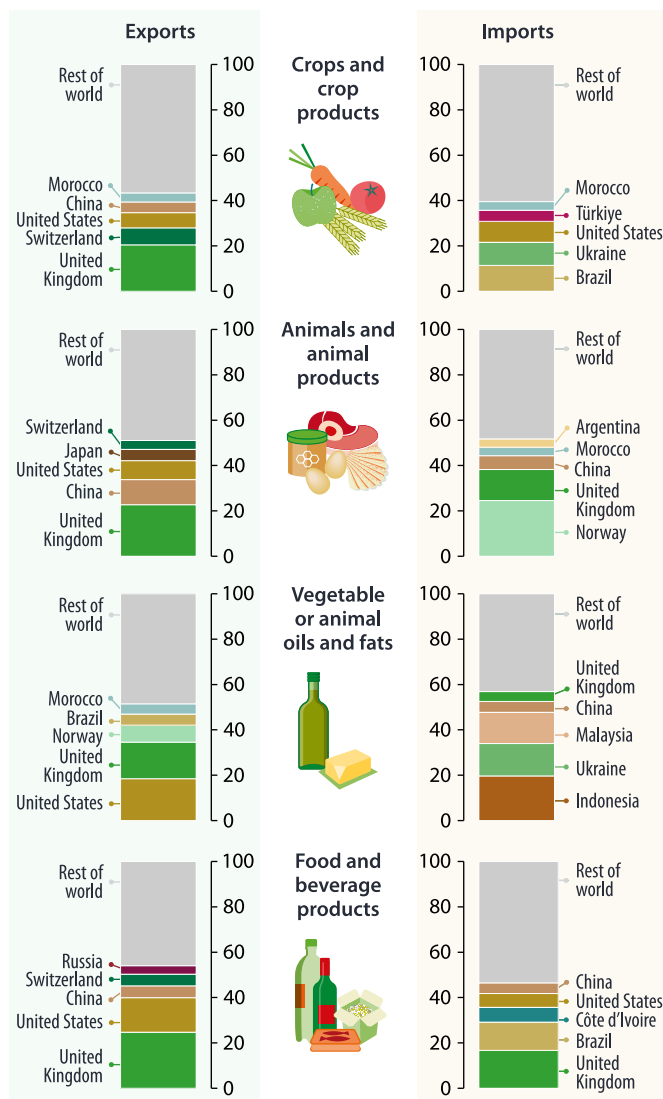 Exports
Imports
Crops and
crop
products
Rest of
world
Morocco
China
United States
Switzerland
United
Kingdom
100
80
60
40
20
0
100
80
60
40
20
0
Rest of
world
Morocco
Türkiye
United States
Ukraine
Brazil
Animals and
animal
products
Rest of
world
Switzerland
Japan
United States
China
United
Kingdom
100
80
60
40
20
0
100
80
60
40
20
0
Rest of
world
Argentina
Morocco
China
United
Kingdom
Norway
Vegetable
or animal
oils and fats
Rest of
world
Morocco
Brazil
Norway
United
Kingdom
United States
100
80
60
40
20
0
100
80
60
40
20
0
Rest of
world
United
Kingdom
China
Malaysia
Ukraine
Indonesia
Food and
beverage
products
Rest of
world
Russia
Switzerland
China
United States
United
Kingdom
100
80
60
40
20
0
100
80
60
40
20
0
Rest of
world
China
United States
Côte d'Ivoire
Brazil
United
Kingdom